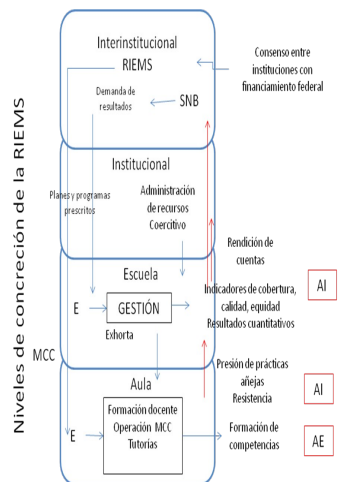 Niveles de concreción de la RIEMS
Interinstitucional
RIEMS
Consenso entre
instituciones con
financiamiento federal
Demanda de
resultados
SNB
Institucional
Planes y programas
prescritos
Administración
de recursos
Coercitivo
Rendición de
cuentas
Escuela
E
GESTIÓN
Exhorta
Indicadores de cobertura,
calidad, equidad
Resultados cuantitativos
AI
MCC
Aula
Presión de prácticas
añejas
Resistencia
AI
E
Formación docente
Operación MCC
Tutorías
Formación de
competencias
AE